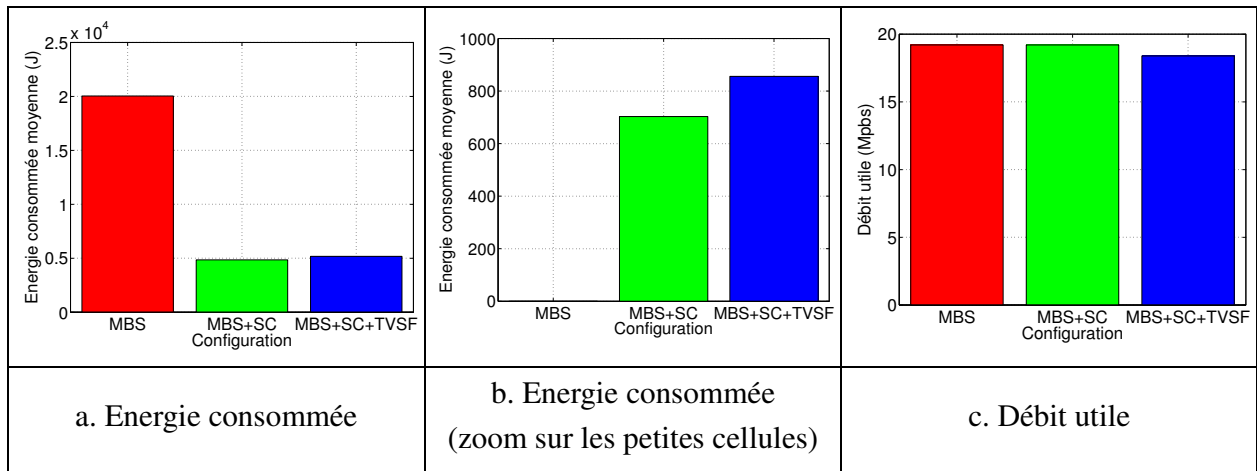 x 10^4
2.5
2
1.5
1
0.5
0
Energie consommée moyenne (J)
MBS
MBS+SC
MBS+SC+TVSF
Configuration
1000
800
600
400
200
0
Energie consommée moyenne (J)
MBS
MBS+SC
MBS+SC+TVSF
Configuration
20
15
10
5
0
Débit utile (Mpbs)
MBS
MBS+SC
MBS+SC+TVSF
Configuration
a. Energie consommée
b. Energie consommée
(zoom sur les petites cellules)
c. Débit utile